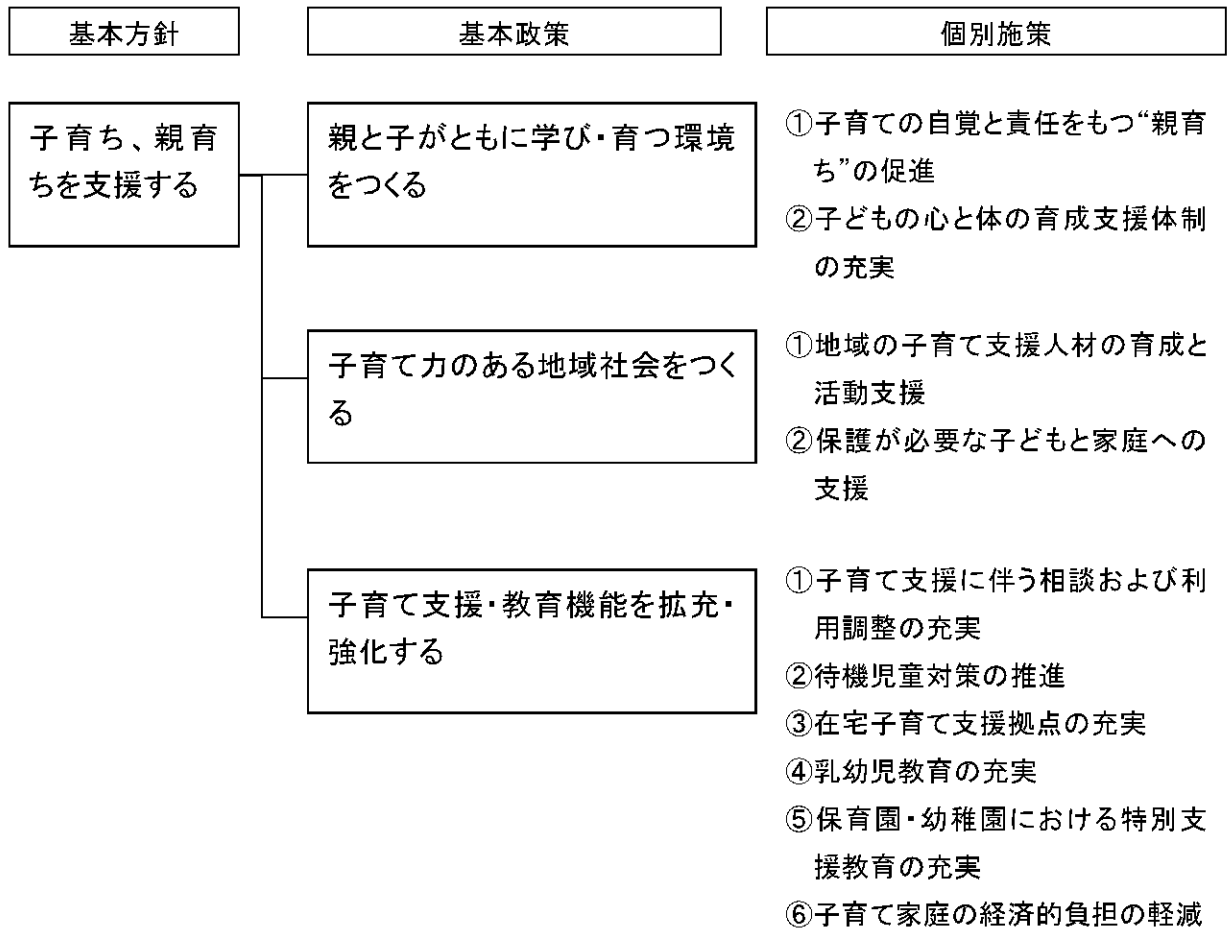 基本方針
基本政策
個別施策
子育ち、親育
ちを支援する
親と子がともに学び・育つ環境
をつくる
①子育ての自覚と責任をもつ“親育
ち”の促進
②子どもの心と体の育成支援体制
の充実
子育て力のある地域社会をつく
る
①地域の子育て支援人材の育成と
活動支援
②保護が必要な子どもと家庭への
支援
子育て支援・教育機能を拡充・
強化する
①子育て支援に伴う相談および利
用調整の充実
②待機児童対策の推進
③在宅子育て支援拠点の充実
④乳幼児教育の充実
⑤保育園・幼稚園における特別支
援教育の充実
⑥子育て家庭の経済的負担の軽減